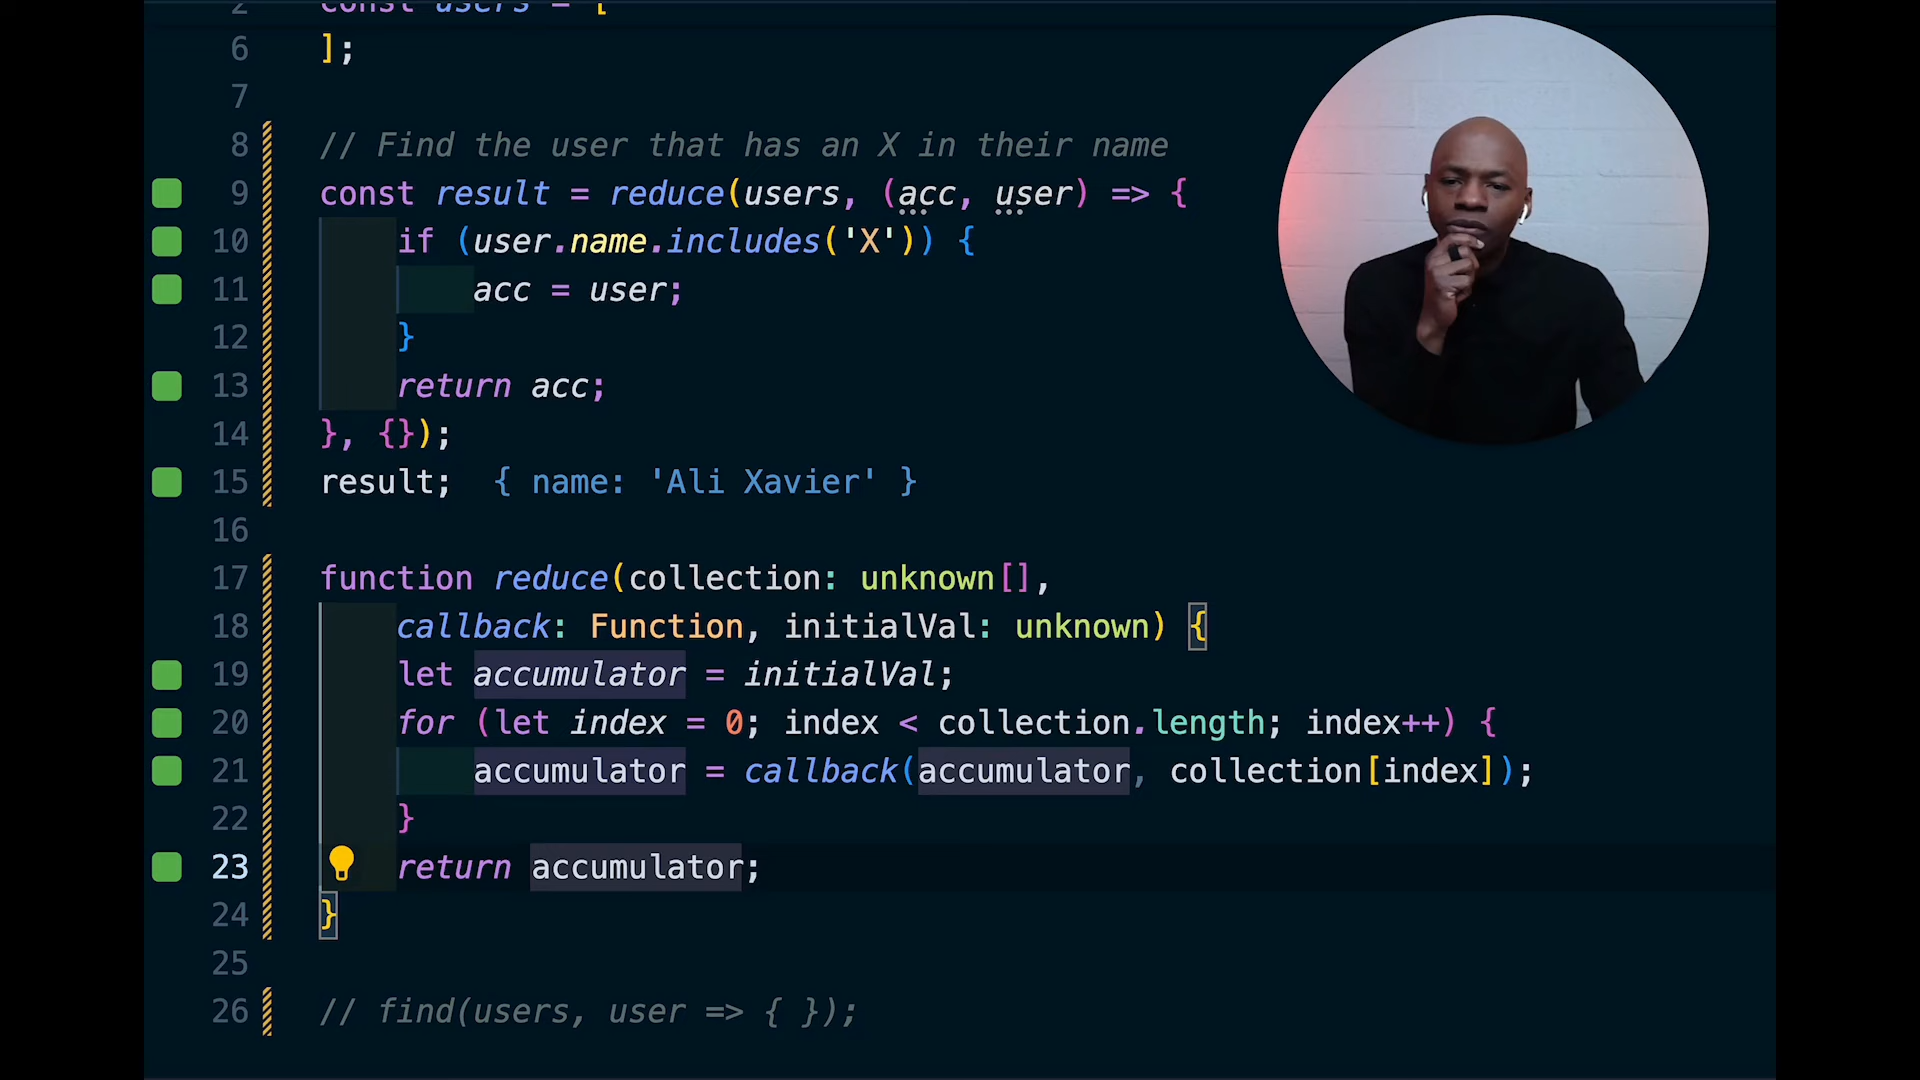 2 const users = [
6 ];
7
8 // Find the user that has an X in their name
9 const result = reduce(users, (acc, user) => {
10 if (user.name.includes('X')) {
11 acc = user;
12 }
13 return acc;
14 }, {});
15 result; { name: 'Ali Xavier' }
16
17 function reduce(collection: unknown[],
18 callback: Function, initialVal: unknown) {
19 let accumulator = initialVal;
20 for (let index = 0; index < collection.length; index++) {
21 accumulator = callback(accumulator, collection[index]);
22 }
23 return accumulator;
24 }
25
26 // find(users, user => { });